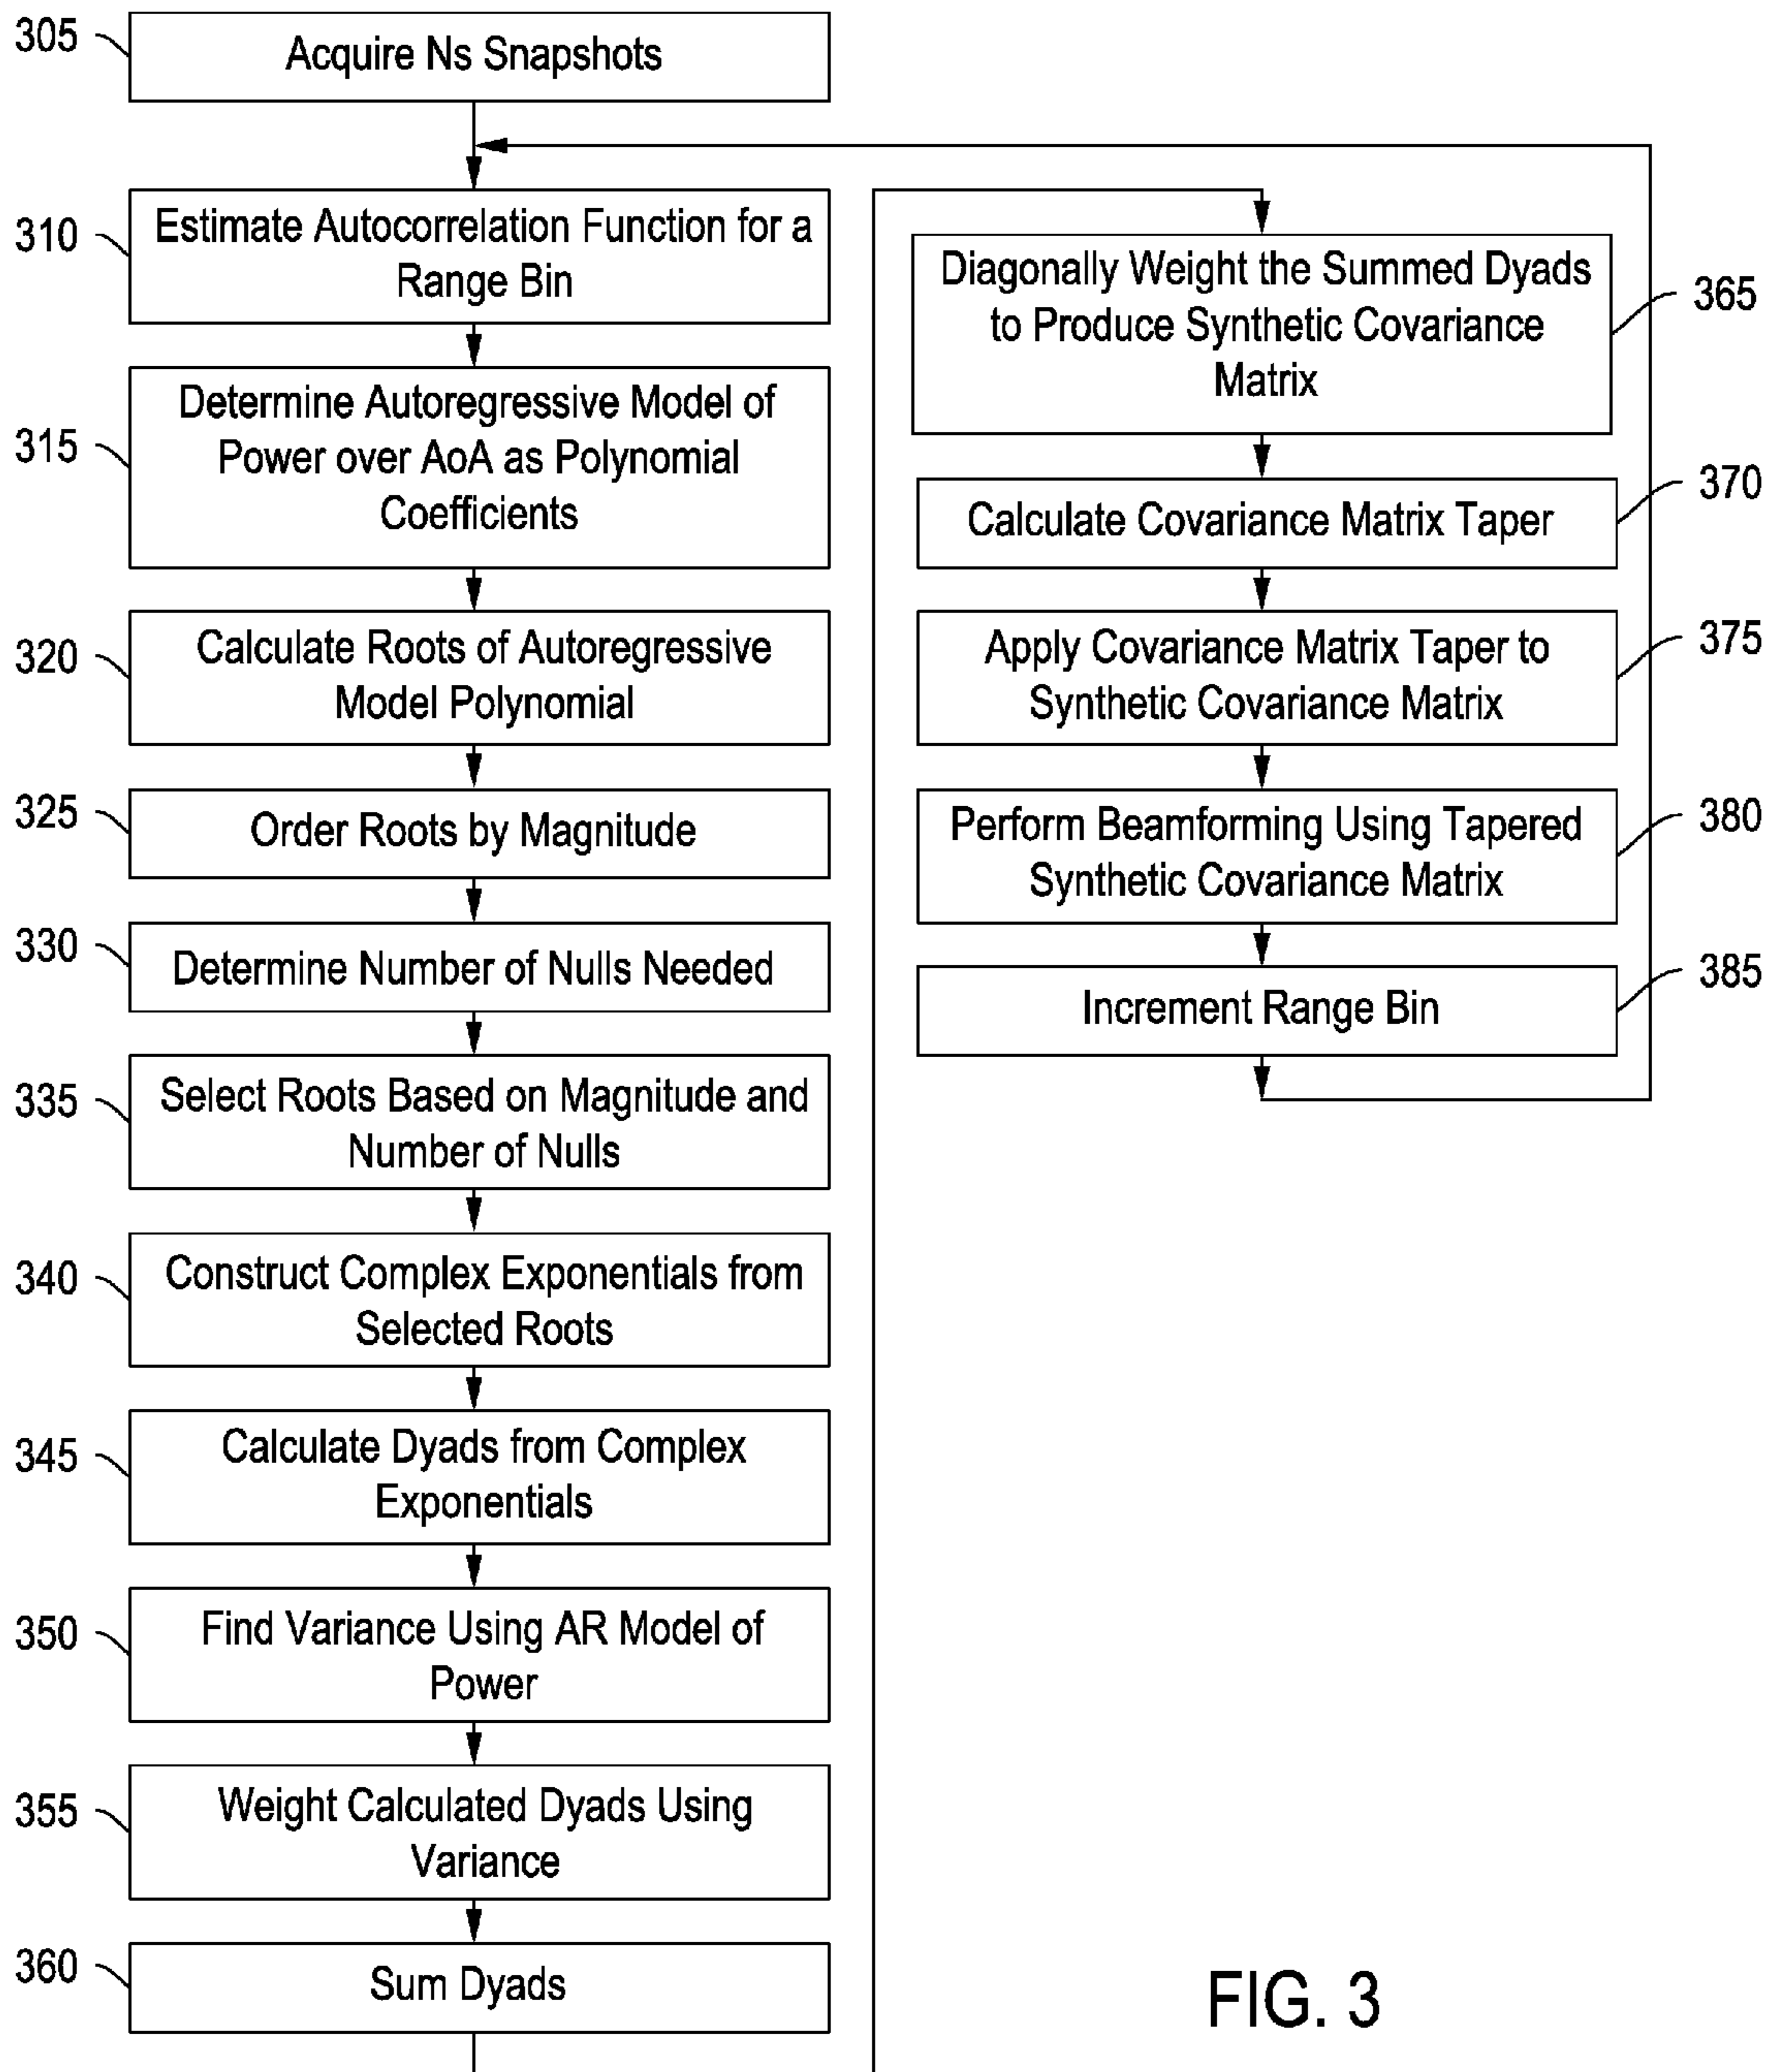 305
Acquire Ns Snapshots
310
Estimate Autocorrelation Function for a
Range Bin
315
Determine Autoregressive Model of
Power over AoA as Polynomial
Coefficients
320
Calculate Roots of Autoregressive
Model Polynomial
325
Order Roots by Magnitude
330
Determine Number of Nulls Needed
335
Select Roots Based on Magnitude and
Number of Nulls
340
Construct Complex Exponentials from
Selected Roots
345
Calculate Dyads from Complex
Exponentials
350
Find Variance Using AR Model of
Power
355
Weight Calculated Dyads Using
Variance
360
Sum Dyads
Diagonally Weight the Summed Dyads
to Produce Synthetic Covariance
Matrix
365
Calculate Covariance Matrix Taper
370
Apply Covariance Matrix Taper to
Synthetic Covariance Matrix
375
Perform Beamforming Using Tapered
Synthetic Covariance Matrix
380
Increment Range Bin
385
FIG. 3